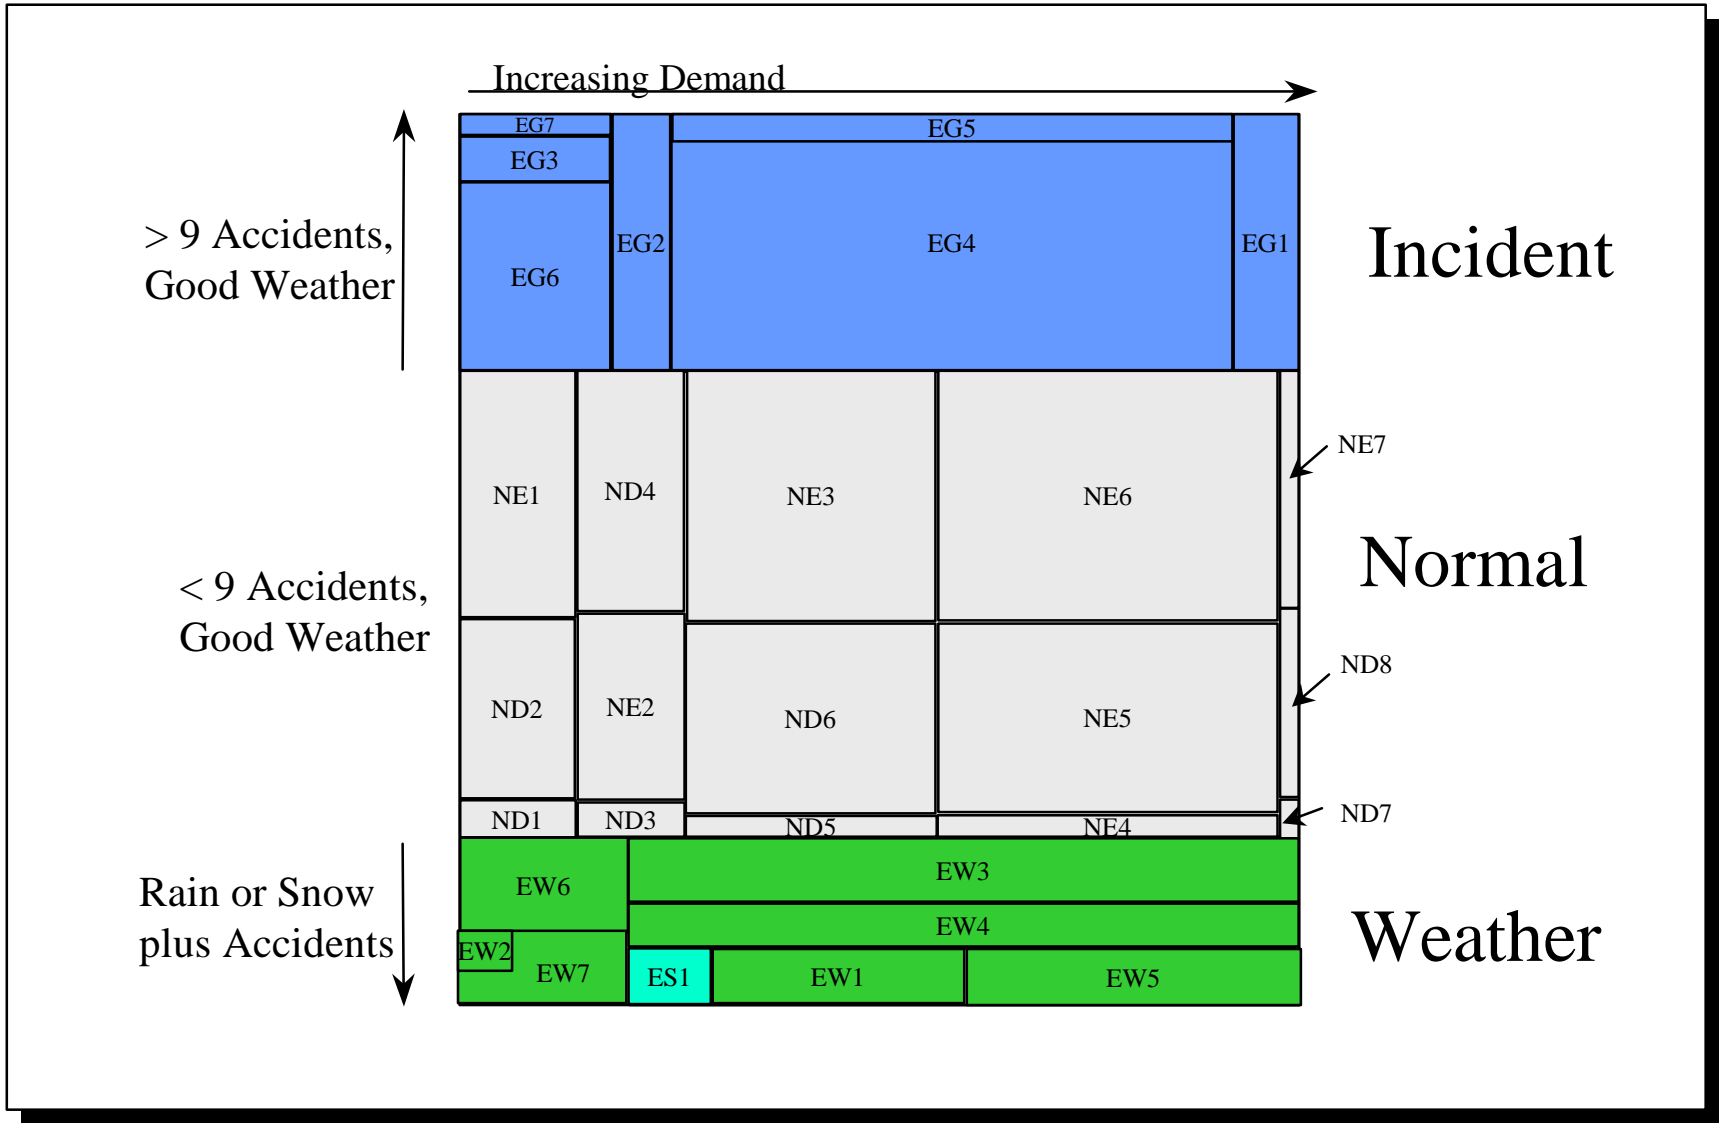 Increasing Demand
EG7
EG5
EG3
> 9 Accidents,
Good Weather
EG2
EG4
EG1
Incident
EG6
NE7
NE1
ND4
NE3
NE6
Normal
< 9 Accidents,
Good Weather
ND8
ND2
NE2
ND6
NE5
ND1
ND3
ND5
NE4
ND7
EW6
EW3
Rain or Snow
plus Accidents
EW4
Weather
EW2
EW7
ES1
EW1
EW5